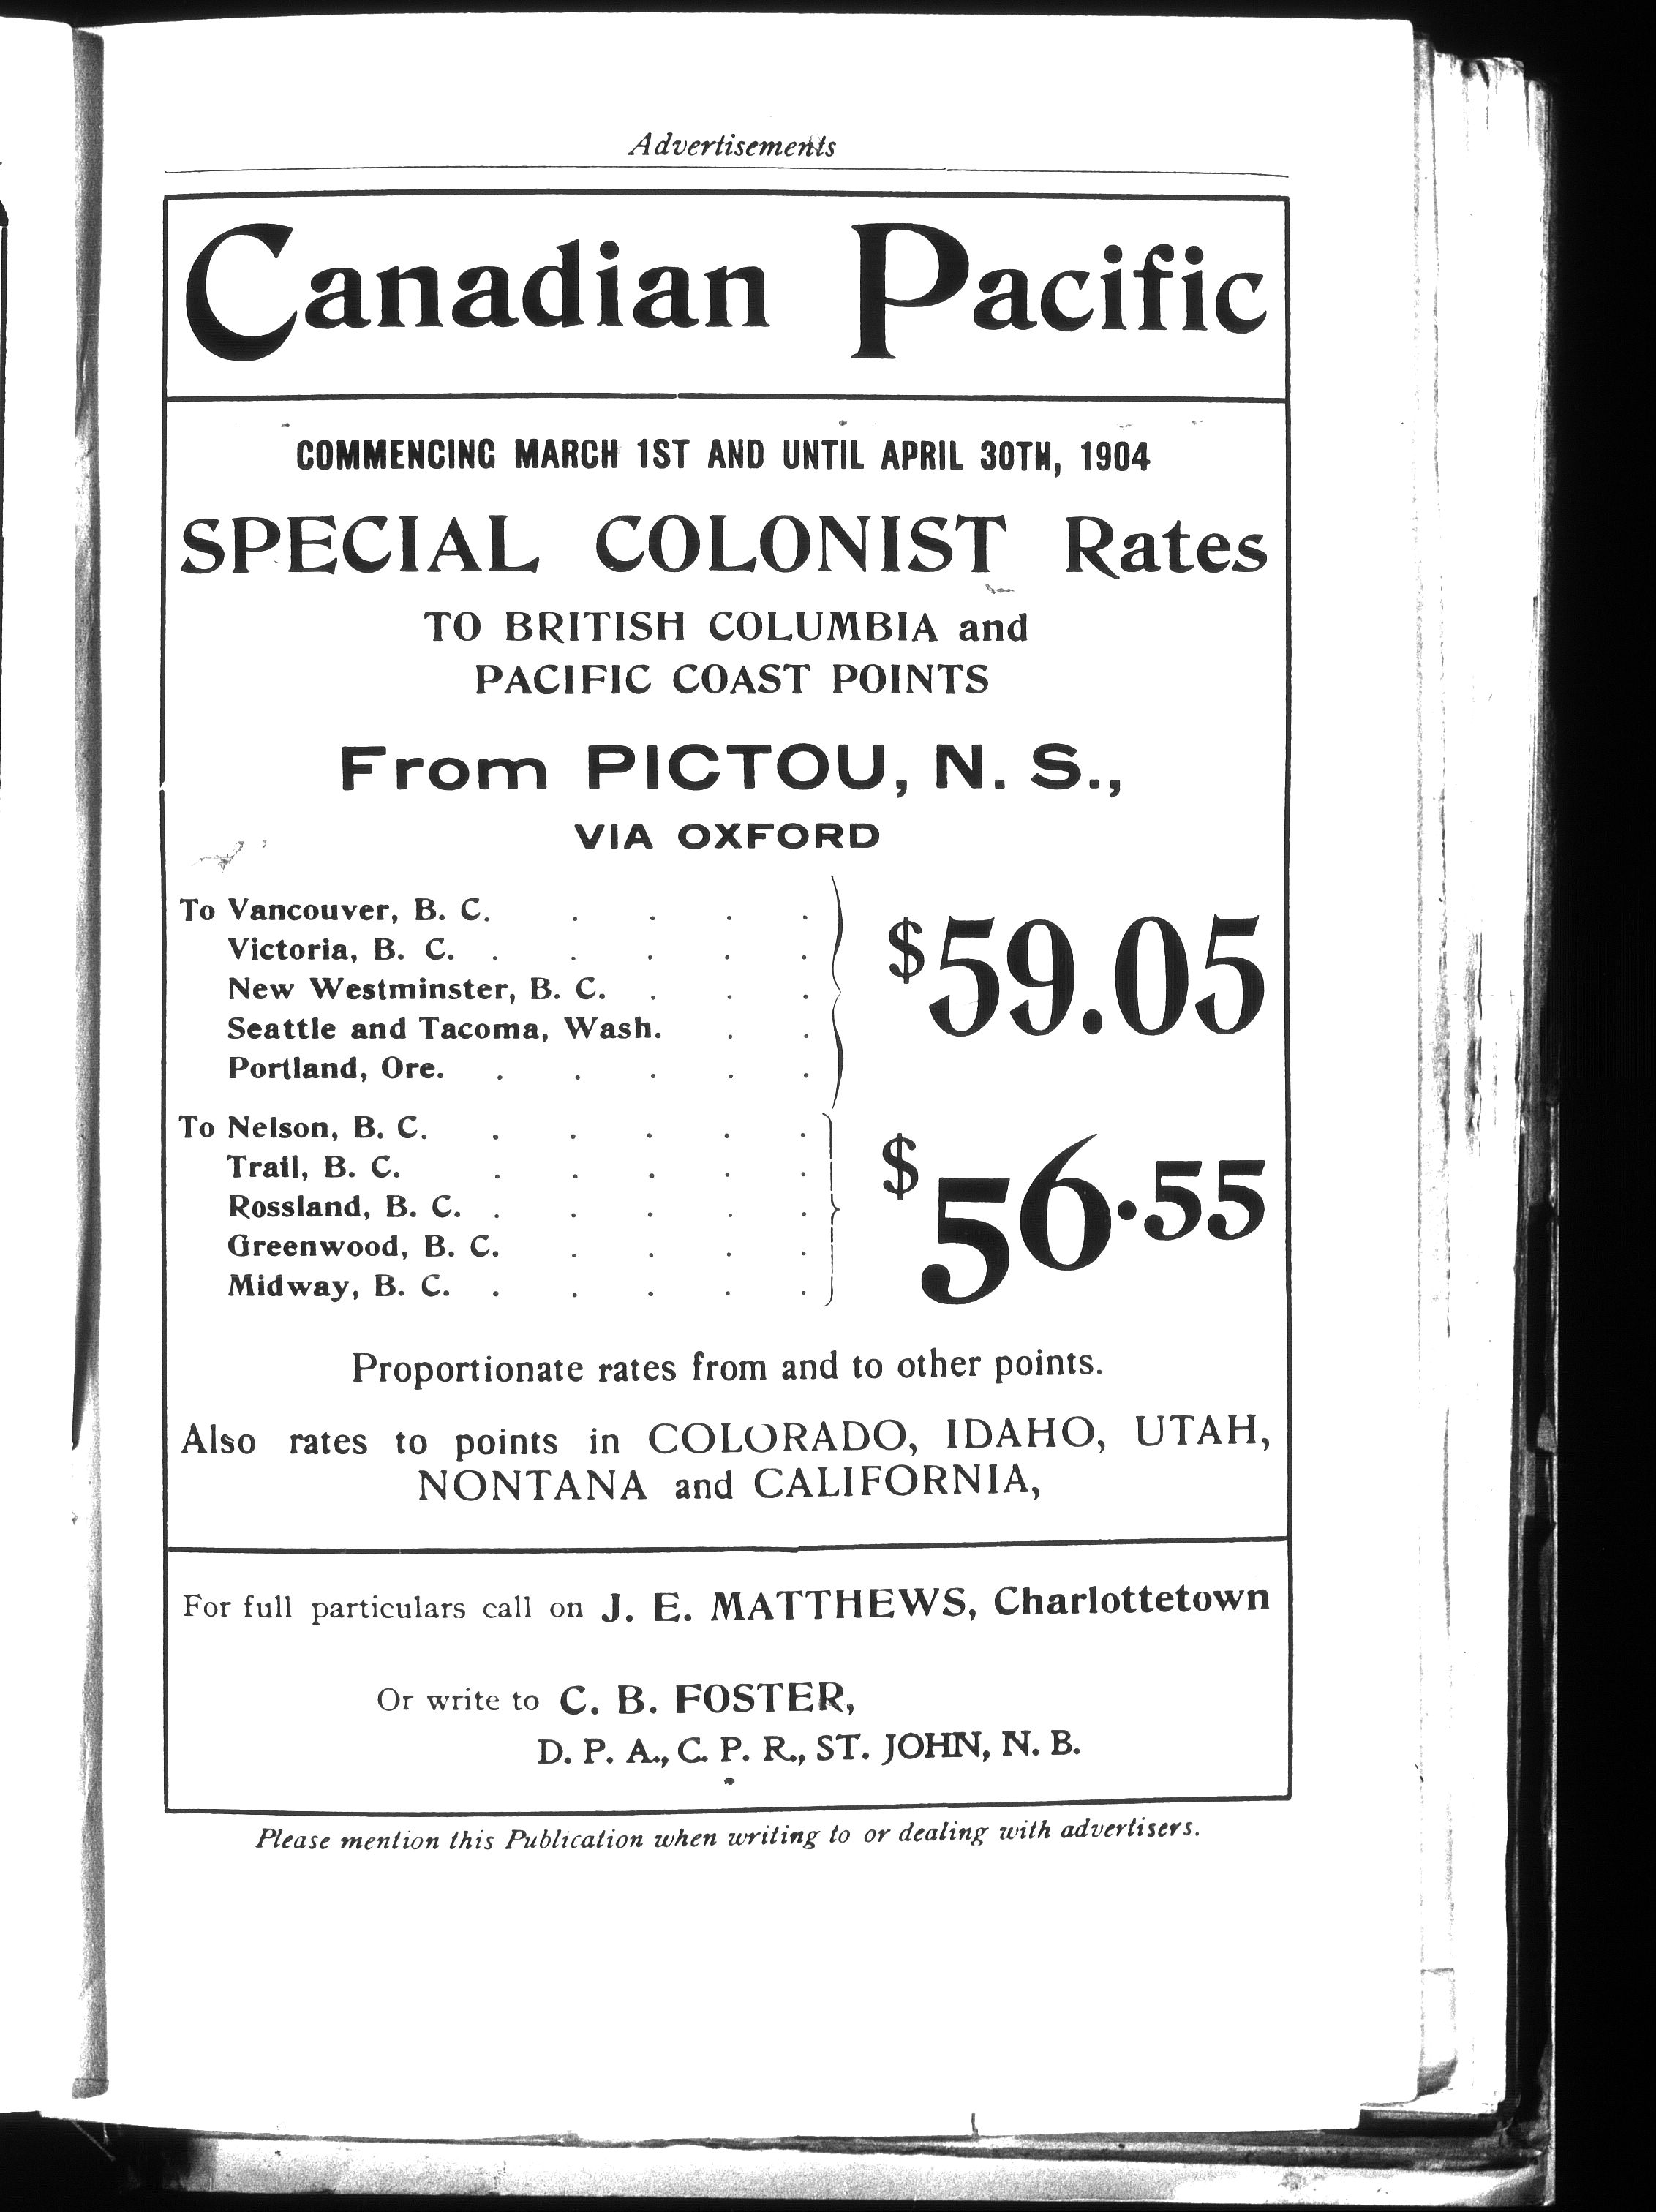 Advertisements
Canadian Pacific
COMMENCING MARCH 1ST AND UNTIL APRIL 30TH, 1904
SPECIAL COLONIST Rates
TO BRITISH COLUMBIA and
PACIFIC COAST POINTS
From PICTOU, N. S.,
VIA OXFORD
To Vancouver, B. C. . . . .
Victoria, B. C. . . . . .
New Westminster, B. C. . . .
Seattle and Tacoma, Wash. . .
Portland, Ore. . . . . .
$59.05
To Nelson, B. C. . . . . .
Trail, B. C. . . . . .
Rossland, B. C. . . . . .
Greenwood, B. C. . . . .
Midway, B. C. . . . . .
$56.55
Proportionate rates from and to other points.
Also rates to points in COLORADO, IDAHO, UTAH,
NONTANA and CALIFORNIA,
For full particulars call on J. E. MATTHEWS, Charlottetown
Or write to C. B. FOSTER,
D. P. A., C. P. R., ST. JOHN, N. B.
Please mention this Publication when writing to or dealing with advertisers.